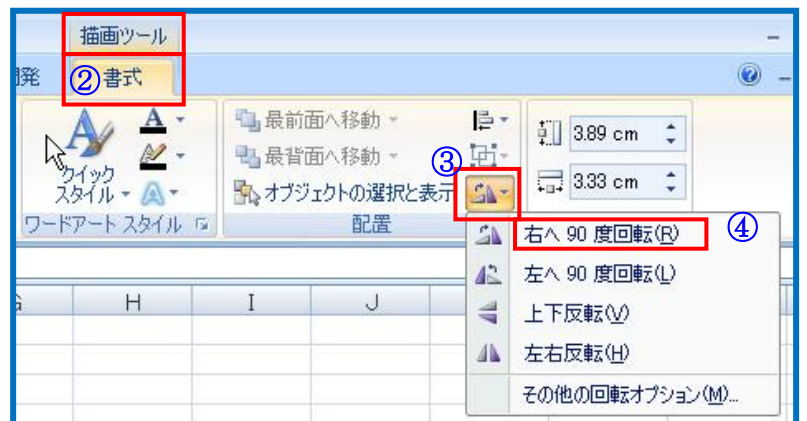 描画ツール
発 ②書式
A 最前面へ移動 3.89 cm
最背面へ移動 ③
クイック
スタイル A オブジェクトの選択と表示 3.33 cm
ワードアート スタイル 配置
右へ 90 度回転(R) ④
左へ 90 度回転(L)
上下反転(V)
左右反転(H)
その他の回転オプション(M)...
H I J